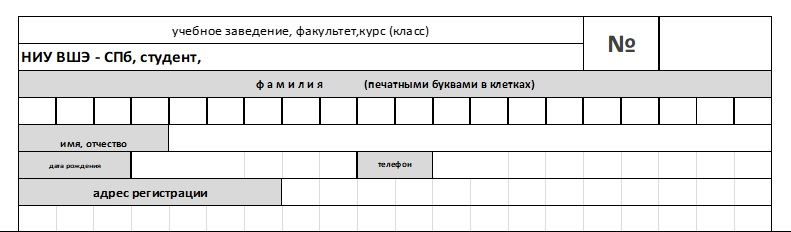 учебное заведение, факультет,курс (класс)
№
НИУ ВШЭ - СПб, студент,
ф а м и л и я (печатными буквами в клетках)
имя, отчество
дата рождения
телефон
адрес регистрации